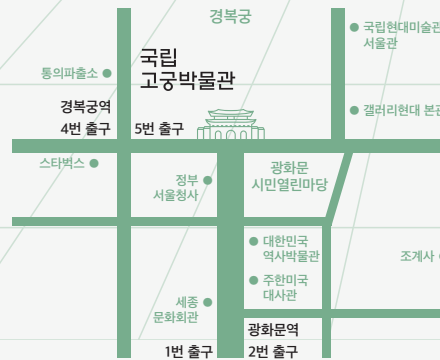 경복궁
국립현대미술관
서울관
국립
고궁박물관
통의파출소
경복궁역
4번 출구
5번 출구
갤러리현대 본관
스타벅스
정부
서울청사
광화문
시민열린마당
대한민국
역사박물관
조계사
주한미국
대사관
세종
문화회관
광화문역
1번 출구
2번 출구